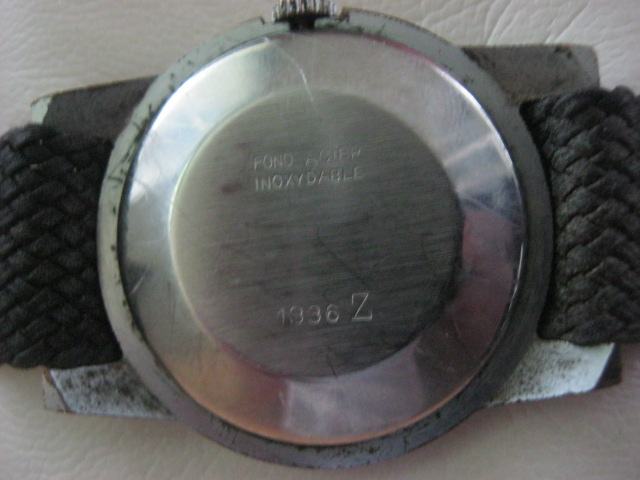 FOND ACIER
INOXYDABLE
1936 Z